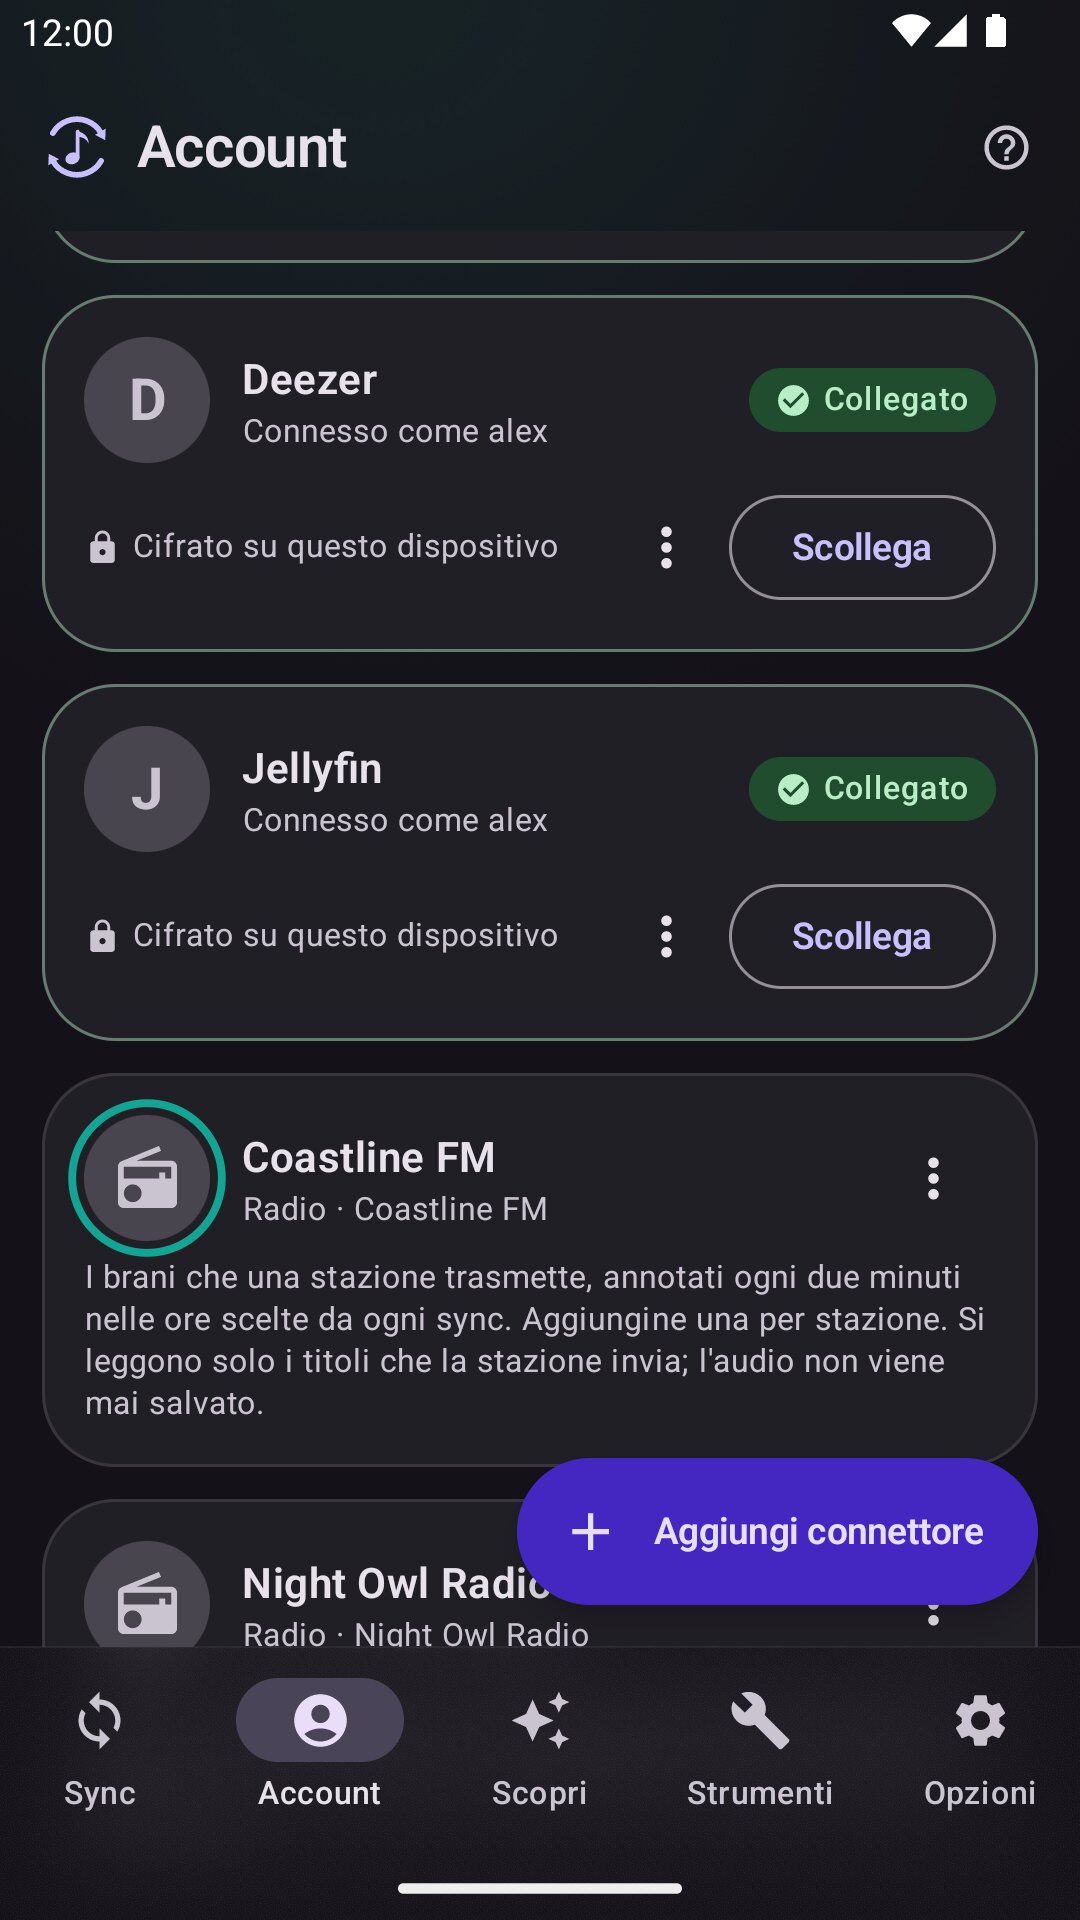 12:00
Account
D
Deezer
Connesso come alex
Collegato
Cifrato su questo dispositivo
Scollega
J
Jellyfin
Connesso come alex
Collegato
Cifrato su questo dispositivo
Scollega
Coastline FM
Radio · Coastline FM
I brani che una stazione trasmette, annotati ogni due minuti
nelle ore scelte da ogni sync. Aggiungine una per stazione. Si
leggono solo i titoli che la stazione invia; l'audio non viene
mai salvato.
Aggiungi connettore
Night Owl Radio
Radio · Night Owl Radio
Sync
Account
Scopri
Strumenti
Opzioni